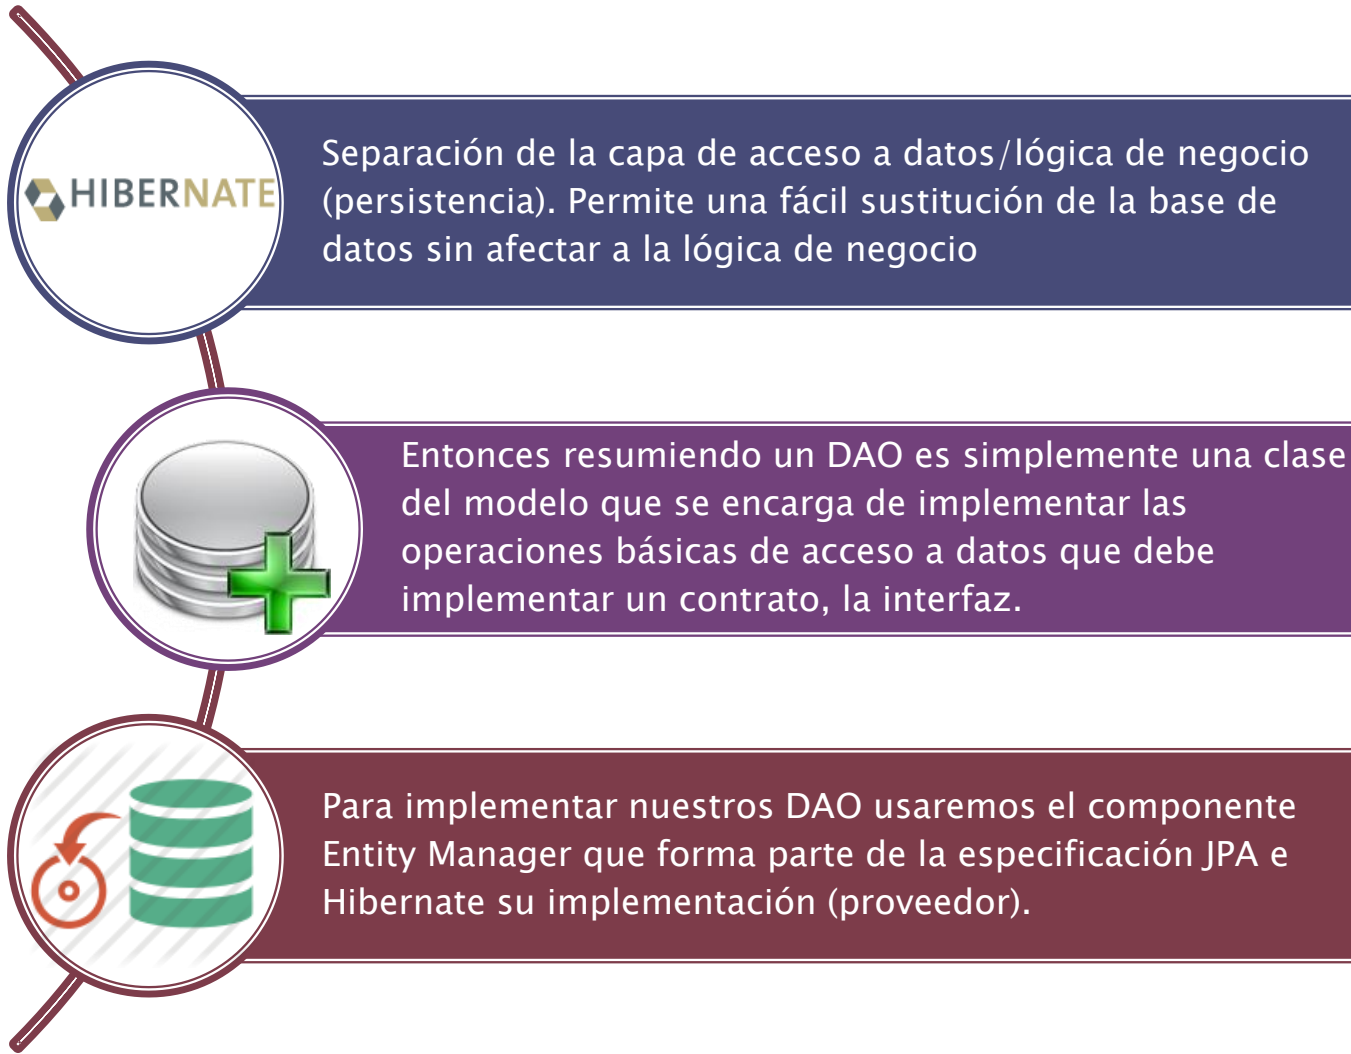 HIBERNATE
Separación de la capa de acceso a datos/lógica de negocio
(persistencia). Permite una fácil sustitución de la base de
datos sin afectar a la lógica de negocio
Entonces resumiendo un DAO es simplemente una clase
del modelo que se encarga de implementar las
operaciones básicas de acceso a datos que debe
implementar un contrato, la interfaz.
Para implementar nuestros DAO usaremos el componente
Entity Manager que forma parte de la especificación JPA e
Hibernate su implementación (proveedor).